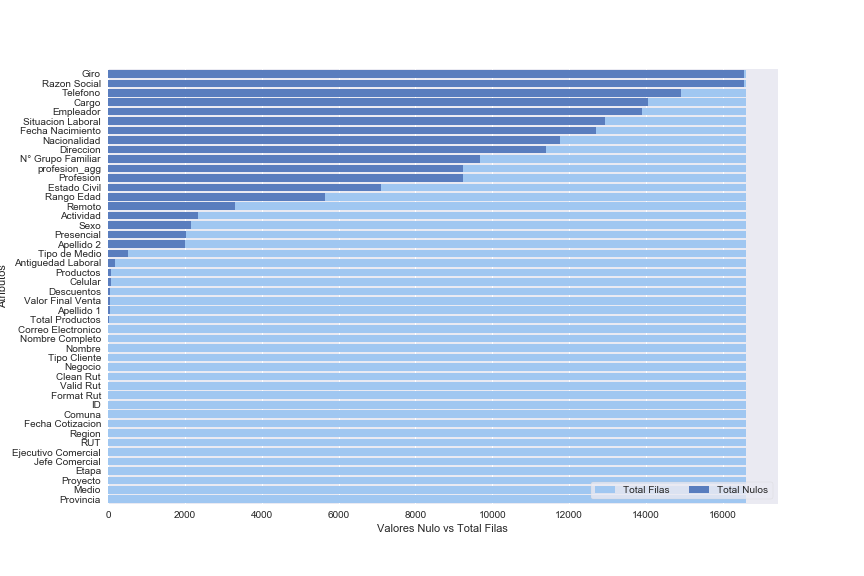 Giro
Razon Social
Telefono
Cargo
Empleador
Situacion Laboral
Fecha Nacimiento
Nacionalidad
Direccion
N° Grupo Familiar
profesion_agg
Profesion
Estado Civil
Rango Edad
Remoto
Actividad
Sexo
Presencial
Apellido 2
Tipo de Medio
Antiguedad Laboral
Productos
Celular
Descuentos
Valor Final Venta
Apellido 1
Total Productos
Correo Electronico
Nombre Completo
Nombre
Tipo Cliente
Negocio
Clean Rut
Valid Rut
Format Rut
ID
Comuna
Fecha Cotizacion
Region
RUT
Ejecutivo Comercial
Jefe Comercial
Etapa
Proyecto
Medio
Provincia
Atributos
Total Filas Total Nulos
0 2000 4000 6000 8000 10000 12000 14000 16000
Valores Nulo vs Total Filas